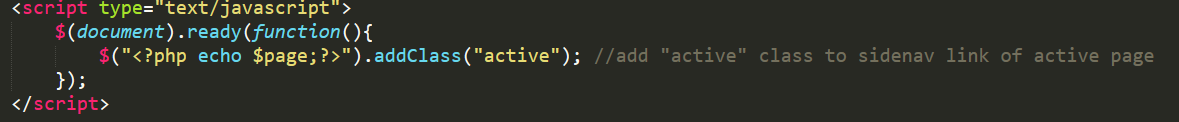 <script type="text/javascript">
    $(document).ready(function(){
        $("<?php echo $page;?>").addClass("active"); //add "active" class to sidenav link of active page
    });
</script>